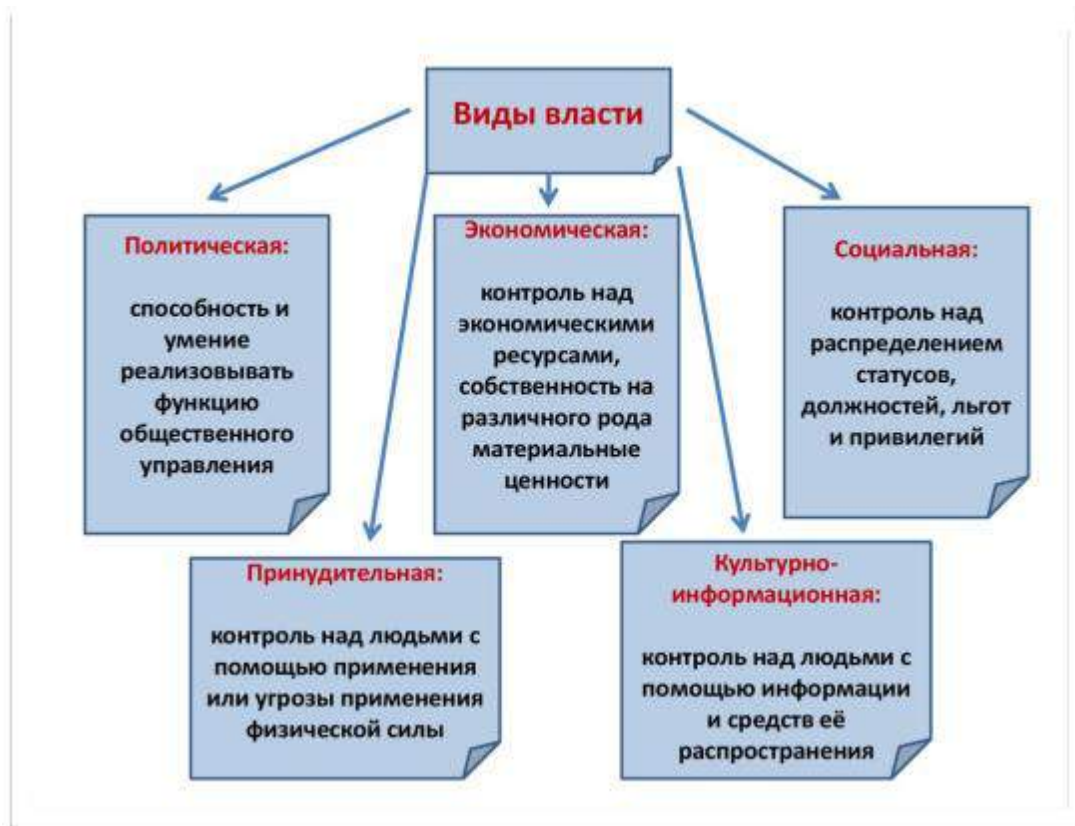 Виды власти
Политическая:
способность и
умение
реализовывать
функцию
общественного
управления
Экономическая:
контроль над
экономическими
ресурсами,
собственность на
различного рода
материальные
ценности
Социальная:
контроль над
распределением
статусов,
должностей, льгот
и привилегий
Принудительная:
контроль над людьми с
помощью применения
или угрозы применения
физической силы
Культурно-
информационная:
контроль над людьми с
помощью информации
и средств её
распространения